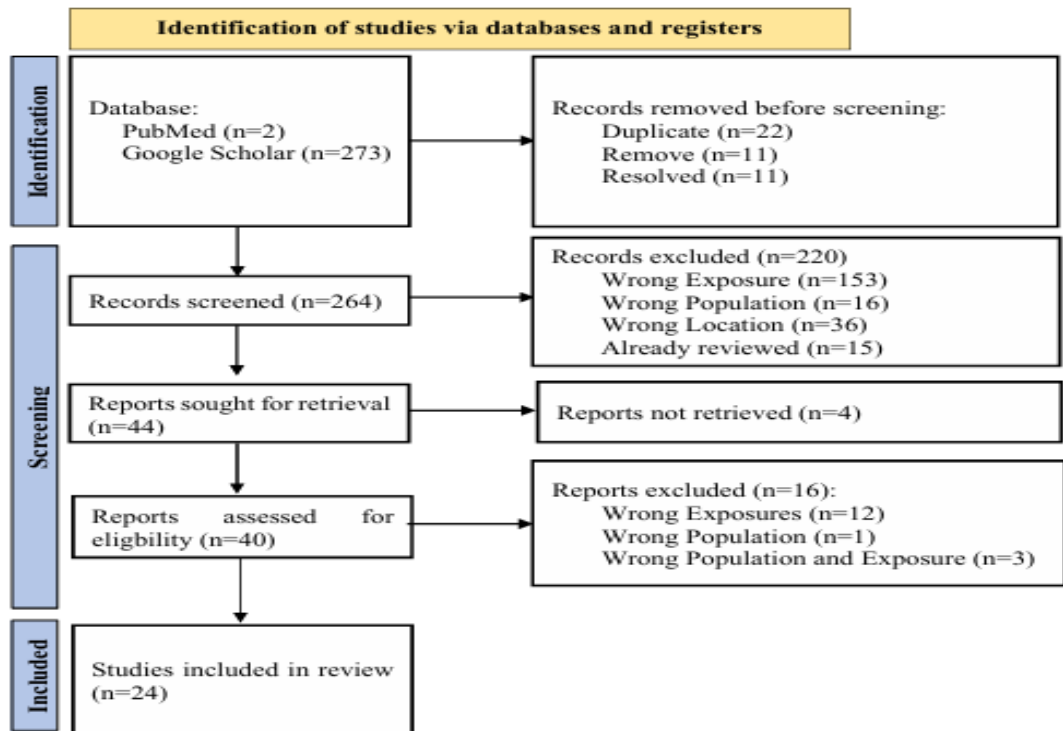 Identification of studies via databases and registers
Identification
Database:
PubMed (n=2)
Google Scholar (n=273)
Records removed before screening:
Duplicate (n=22)
Remove (n=11)
Resolved (n=11)
Screening
Records screened (n=264)
Records excluded (n=220)
Wrong Exposure (n=153)
Wrong Population (n=16)
Wrong Location (n=36)
Already reviewed (n=15)
Reports sought for retrieval
(n=44)
Reports not retrieved (n=4)
Reports assessed for
eligbility (n=40)
Reports excluded (n=16):
Wrong Exposures (n=12)
Wrong Population (n=1)
Wrong Population and Exposure (n=3)
Included
Studies included in review
(n=24)